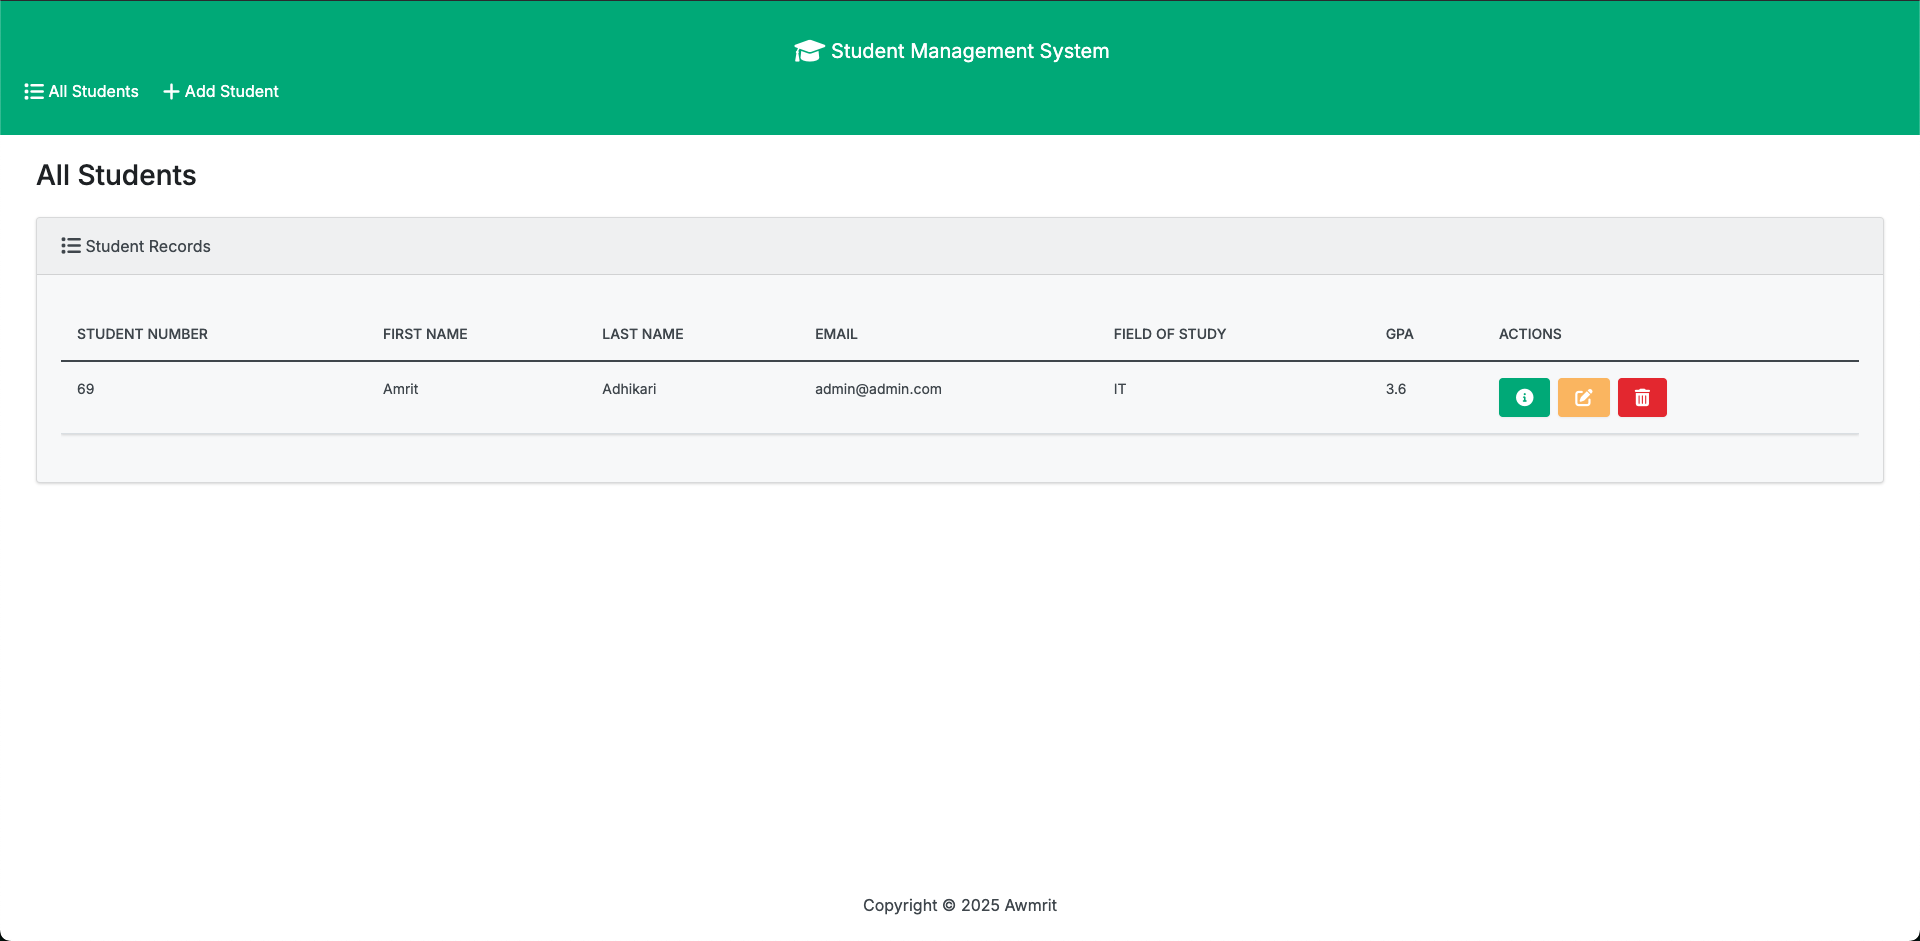 Student Management System
All Students Add Student
All Students
Student Records
STUDENT NUMBER FIRST NAME LAST NAME EMAIL FIELD OF STUDY GPA ACTIONS
69 Amrit Adhikari admin@admin.com IT 3.6
Copyright © 2025 Awmrit